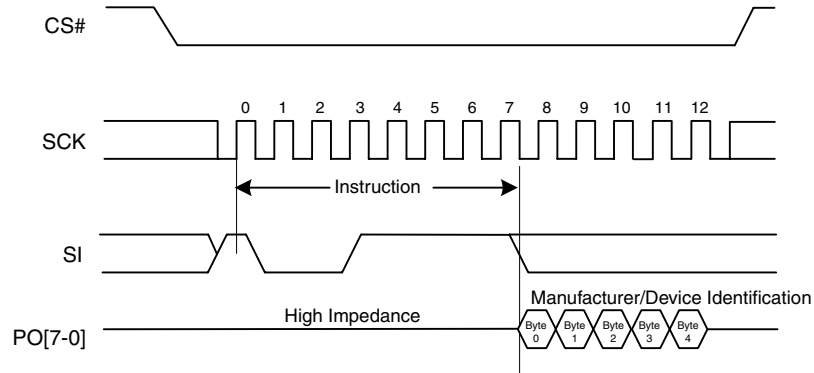 CS#
0 1 2 3 4 5 6 7 8 9 10 11 12
SCK
Instruction
SI
Manufacturer/Device Identification
High Impedance
PO[7-0]
Byte 0
Byte 1
Byte 2
Byte 3
Byte 4